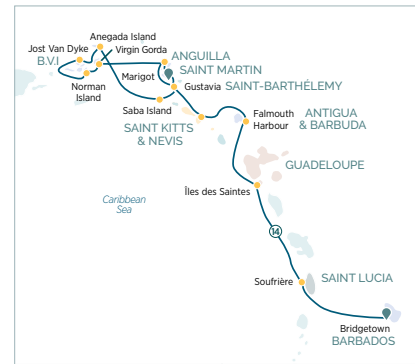 Anegada Island
Jost Van Dyke
Virgin Gorda
B.V.I
ANGUILLA
SAINT MARTIN
Marigot
Gustavia
SAINT-BARTHÉLEMY
Norman
Island
Saba Island
SAINT KITTS
& NEVIS
Falmouth
Harbour
ANTIGUA
& BARBUDA
GUADELOUPE
Îles des Saintes
Caribbean
Sea
14
Soufrière
SAINT LUCIA
Bridgetown
BARBADOS